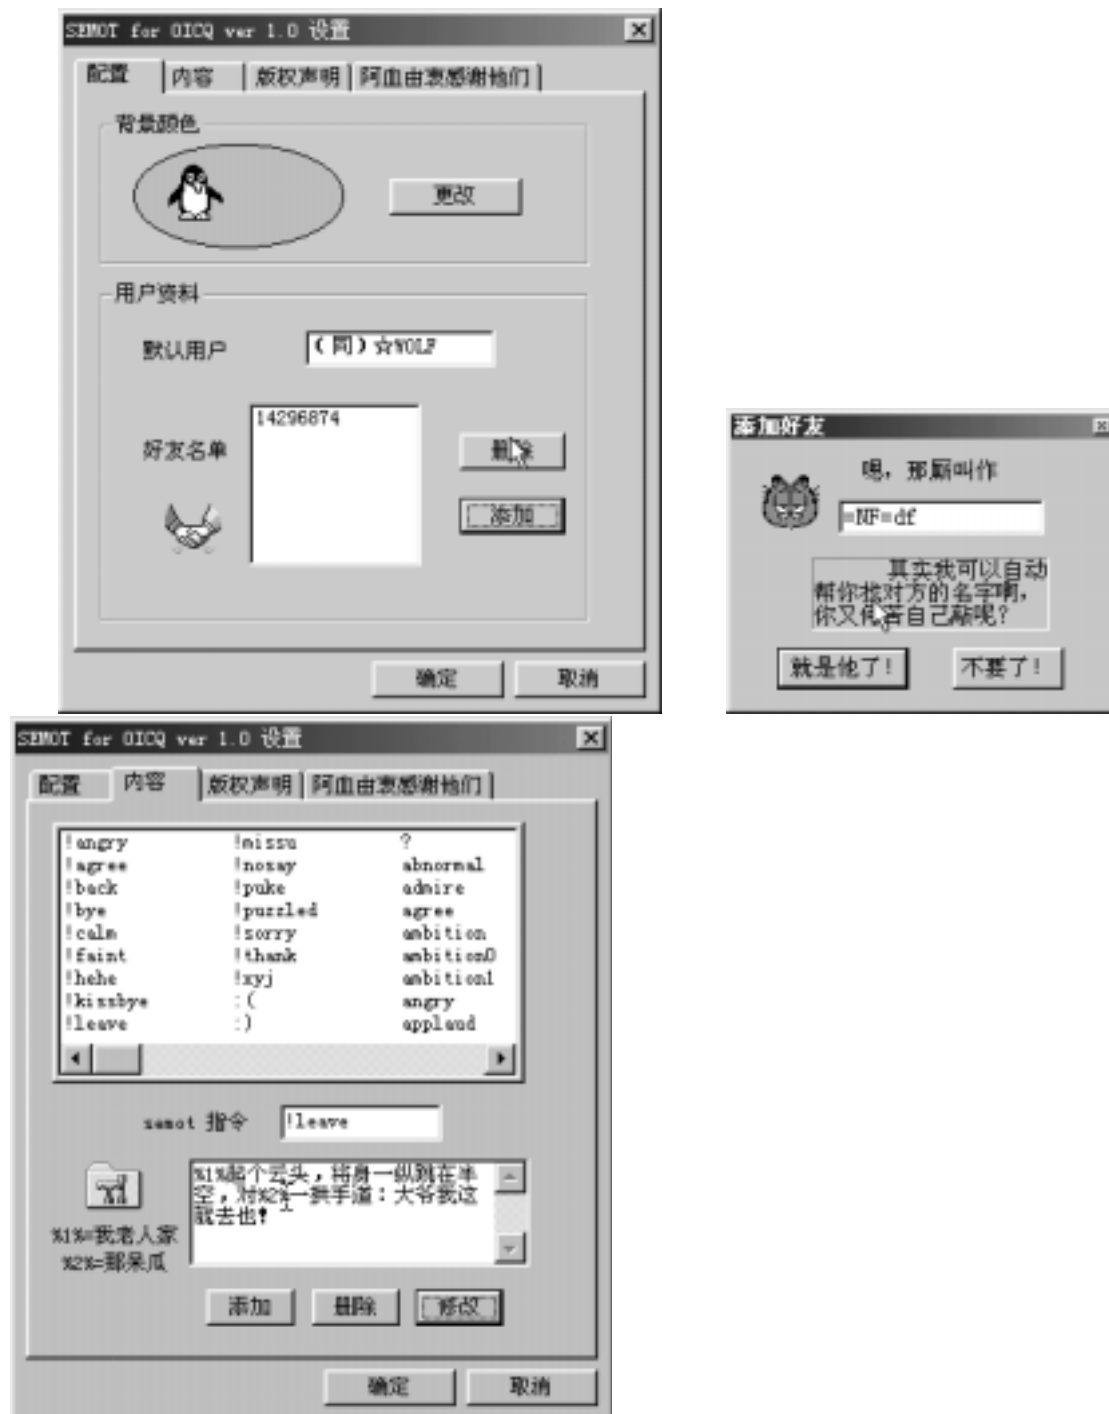 SEMOT for OICQ ver 1.0 设置
配置 内容 版权声明 阿血由衷感谢他们
背景颜色
更改
用户资料
默认用户 (同)☆WOLF
好友名单 14296874
删除
添加
确定 取消
添加好友
嗯，那厮叫作
=NF=df
其实我可以自动
帮你找对方的名字啊，
你又何苦自己敲呢？
就是他了！ 不要了！
SEMOT for OICQ ver 1.0 设置
配置 内容 版权声明 阿血由衷感谢他们
!angry !missu ?
!agree !nosay abnormal
!back !puke admire
!bye !puzzled agree
!calm !sorry ambition
!faint !thank ambition0
!hehe !xyj ambition1
!kissbye :( angry
!leave :) applaud
semot 指令 !leave
%1%起个云头，将身一纵跳在半
空，对%2%一拱手道：大爷我这
就去也！
%1%=我老人家
%2%=那呆瓜
添加 删除 修改
确定 取消